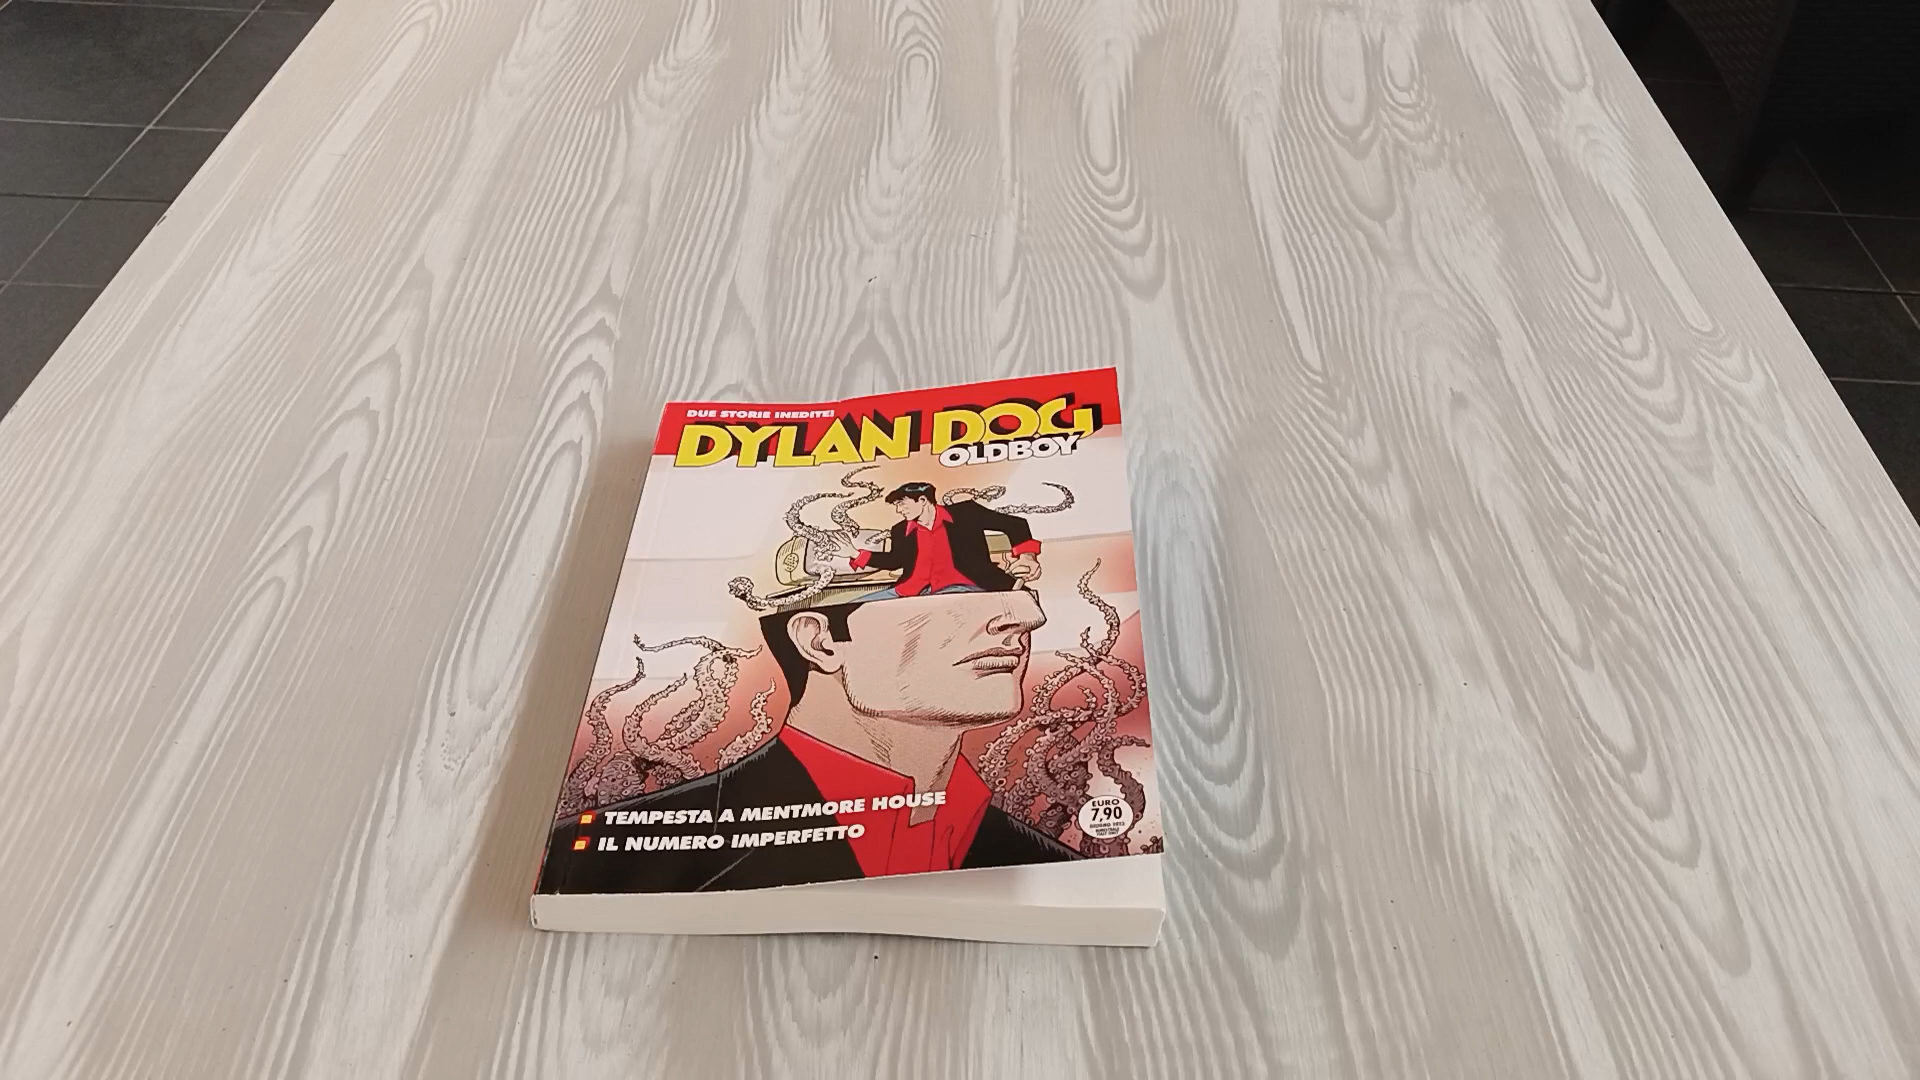 DUE STORIE INEDITE!
DYLAN DOG
OLDBOY
TEMPESTA A MENTMORE HOUSE
IL NUMERO IMPERFETTO
EURO
7,90